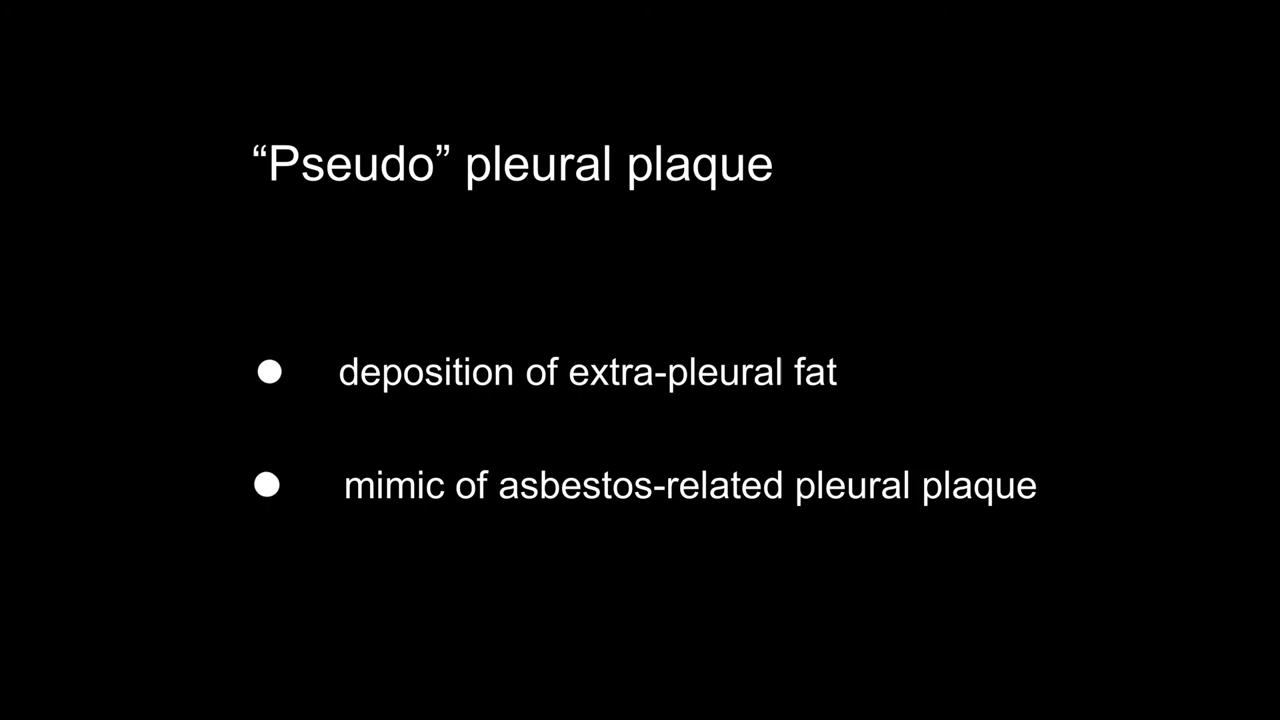 “Pseudo” pleural plaque
● deposition of extra-pleural fat
● mimic of asbestos-related pleural plaque